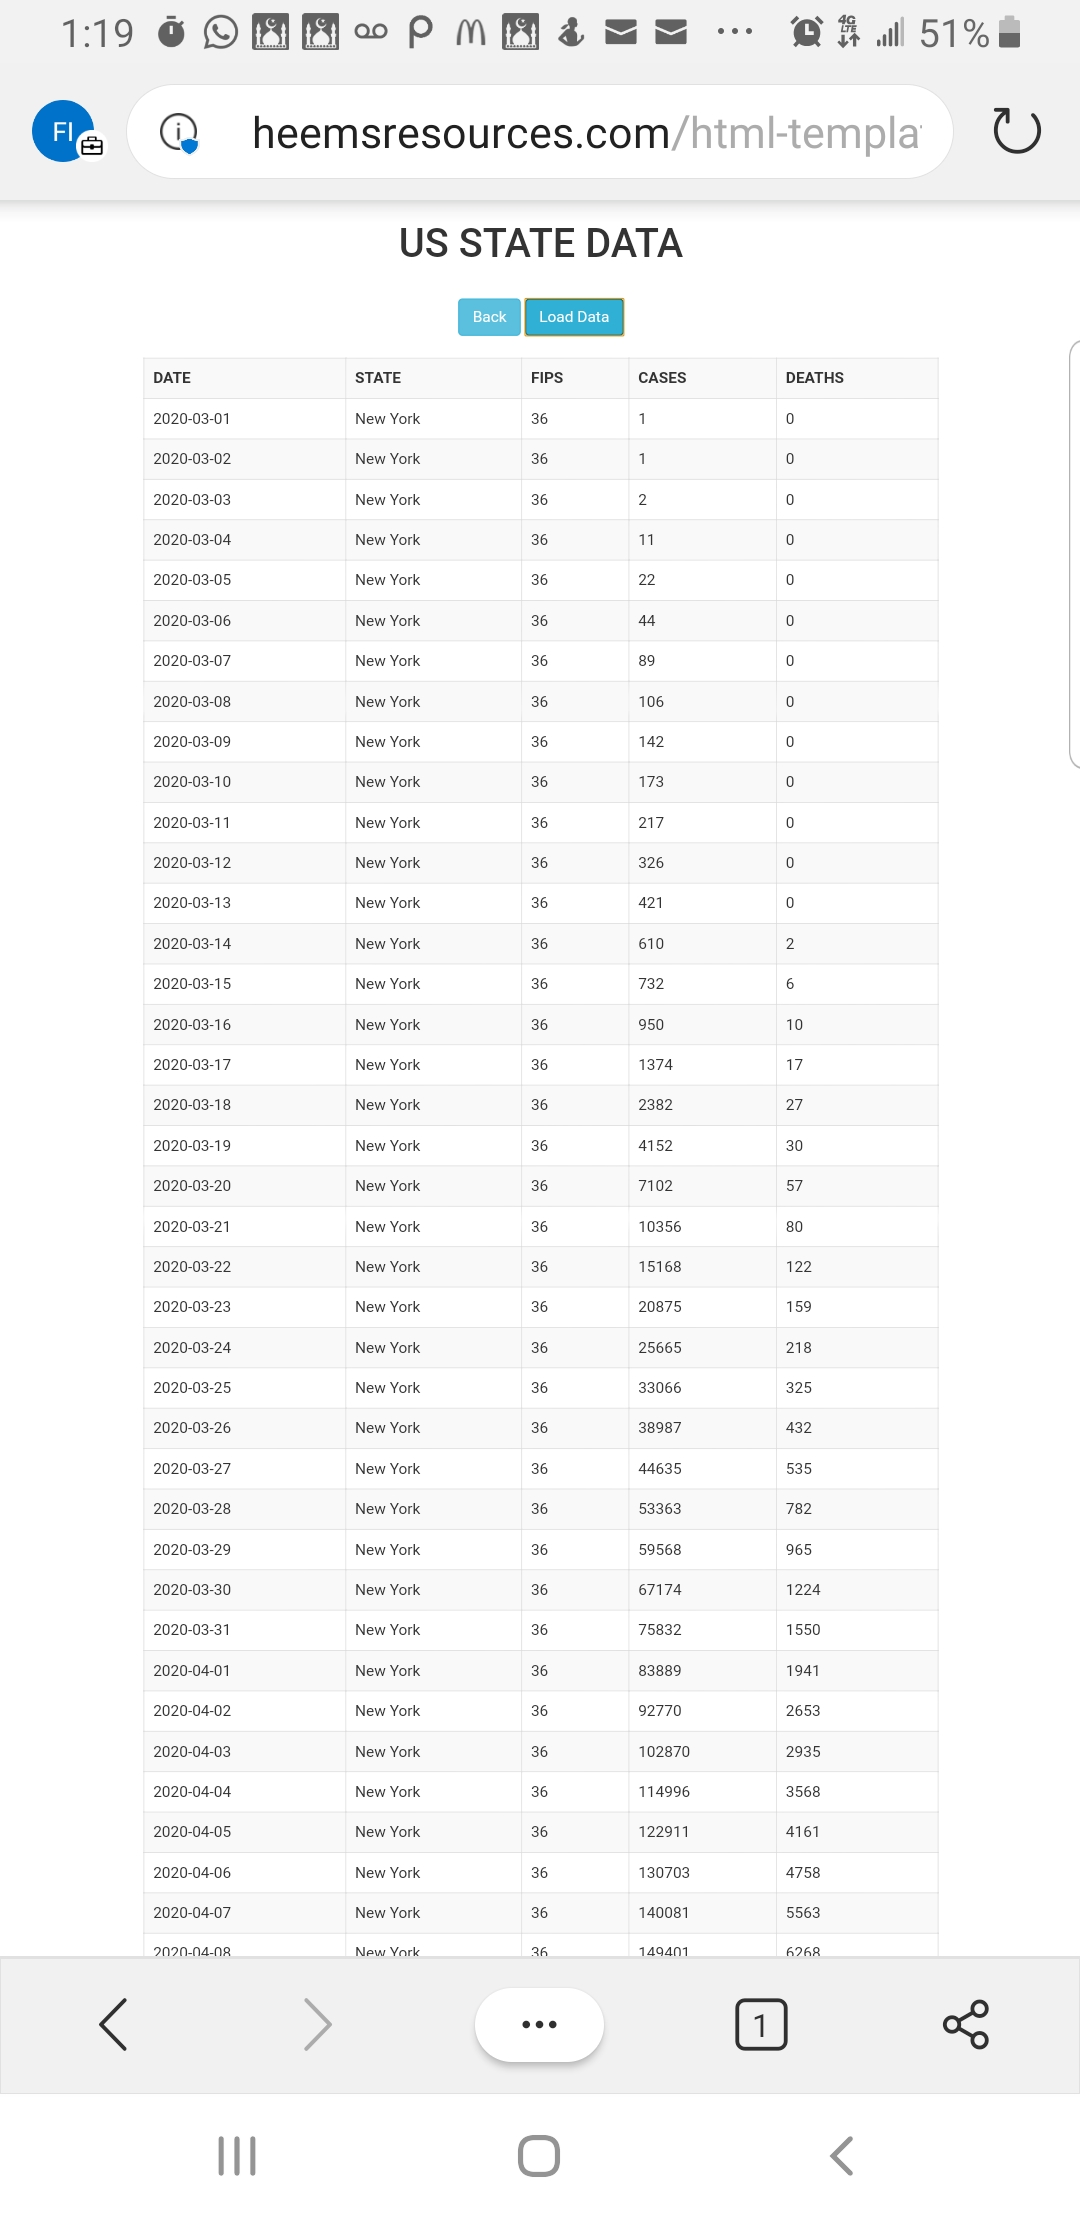 1:19 4G LTE 51%
FI heemsresources.com/html-templa
US STATE DATA
Back Load Data
DATE STATE FIPS CASES DEATHS
2020-03-01 New York 36 1 0
2020-03-02 New York 36 1 0
2020-03-03 New York 36 2 0
2020-03-04 New York 36 11 0
2020-03-05 New York 36 22 0
2020-03-06 New York 36 44 0
2020-03-07 New York 36 89 0
2020-03-08 New York 36 106 0
2020-03-09 New York 36 142 0
2020-03-10 New York 36 173 0
2020-03-11 New York 36 217 0
2020-03-12 New York 36 326 0
2020-03-13 New York 36 421 0
2020-03-14 New York 36 610 2
2020-03-15 New York 36 732 6
2020-03-16 New York 36 950 10
2020-03-17 New York 36 1374 17
2020-03-18 New York 36 2382 27
2020-03-19 New York 36 4152 30
2020-03-20 New York 36 7102 57
2020-03-21 New York 36 10356 80
2020-03-22 New York 36 15168 122
2020-03-23 New York 36 20875 159
2020-03-24 New York 36 25665 218
2020-03-25 New York 36 33066 325
2020-03-26 New York 36 38987 432
2020-03-27 New York 36 44635 535
2020-03-28 New York 36 53363 782
2020-03-29 New York 36 59568 965
2020-03-30 New York 36 67174 1224
2020-03-31 New York 36 75832 1550
2020-04-01 New York 36 83889 1941
2020-04-02 New York 36 92770 2653
2020-04-03 New York 36 102870 2935
2020-04-04 New York 36 114996 3568
2020-04-05 New York 36 122911 4161
2020-04-06 New York 36 130703 4758
2020-04-07 New York 36 140081 5563
2020-04-08 New York 36 149401 6268
1